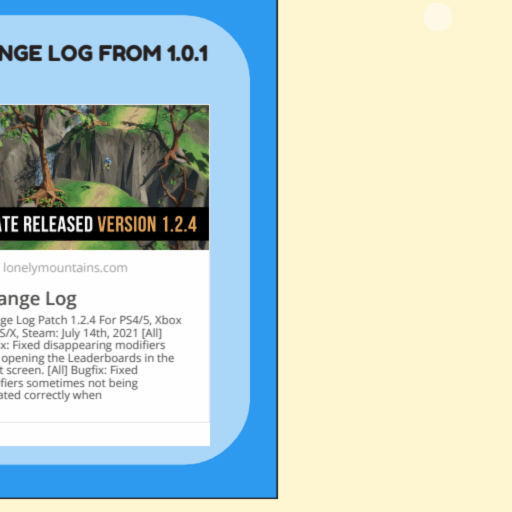 NGE LOG FROM 1.0.1
TE RELEASED VERSION 1.2.4
lonelymountains.com
ange Log
ge Log Patch 1.2.4 For PS4/5, Xbox
S/X, Steam: July 14th, 2021 [All]
x: Fixed disappearing modifiers
opening the Leaderboards in the
t screen. [All] Bugfix: Fixed
fiers sometimes not being
ated correctly when